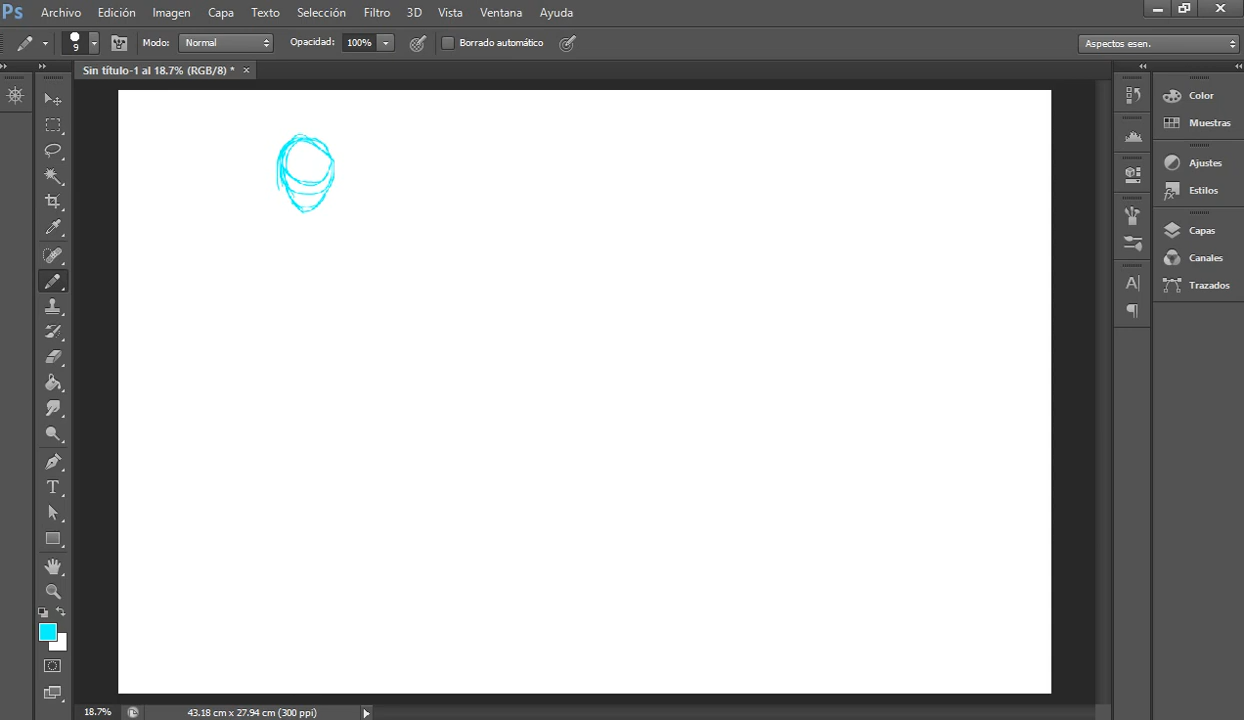 Ps Archivo Edición Imagen Capa Texto Selección Filtro 3D Vista Ventana Ayuda
9 Modo: Normal Opacidad: 100% Borrado automático Aspectos esen.
Sin título-1 al 18.7% (RGB/8) * ×
Color
Muestras
Ajustes
Estilos
Capas
Canales
Trazados
18.7% 43.18 cm x 27.94 cm (300 ppi)